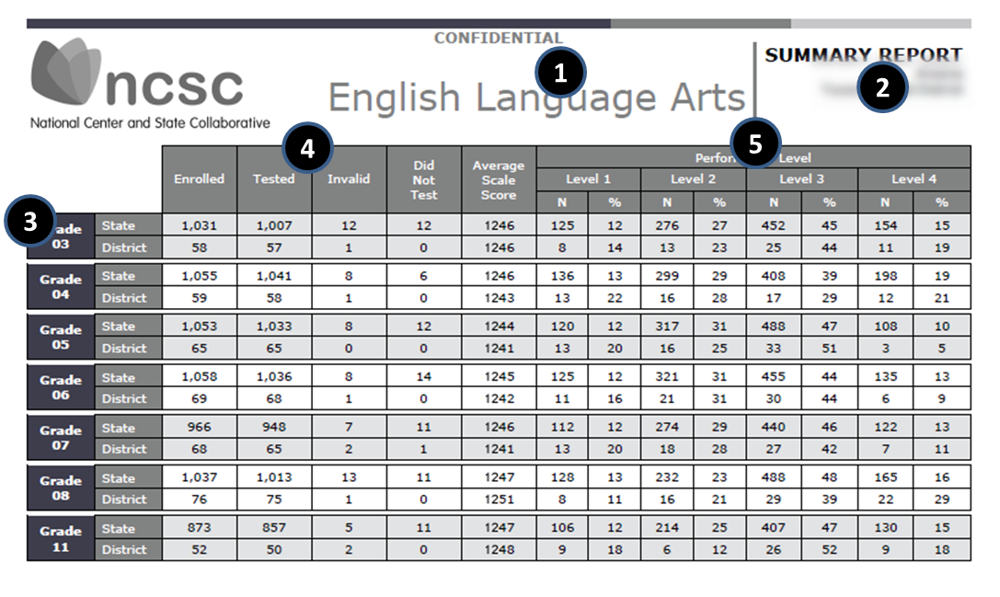 CONFIDENTIAL
1
SUMMARY REPORT
2
ncsc
English Language Arts
National Center and State Collaborative
4
5
Enrolled Tested Invalid Did Not Test Average Scale Score Level
Level 1 Level 2 Level 3 Level 4
N % N % N % N %
3
State 1,031 1,007 12 12 1246 125 12 276 27 452 45 154 15
03 District 58 57 1 0 1246 8 14 13 23 25 44 11 19
Grade 04 State 1,055 1,041 8 6 1246 136 13 299 29 408 39 198 19
District 59 58 1 0 1243 13 22 16 28 17 29 12 21
Grade 05 State 1,053 1,033 8 12 1244 120 12 317 31 488 47 108 10
District 65 65 0 0 1241 13 20 16 25 33 51 3 5
Grade 06 State 1,058 1,036 8 14 1245 125 12 321 31 455 44 135 13
District 69 68 1 0 1242 11 16 21 31 30 44 6 9
Grade 07 State 966 948 7 11 1246 112 12 274 29 440 46 122 13
District 68 65 2 1 1241 13 20 18 28 27 42 7 11
Grade 08 State 1,037 1,013 13 11 1247 128 13 232 23 488 48 165 16
District 76 75 1 0 1251 8 11 16 21 29 39 22 29
Grade 11 State 873 857 5 11 1247 106 12 214 25 407 47 130 15
District 52 50 2 0 1248 9 18 6 12 26 52 9 18